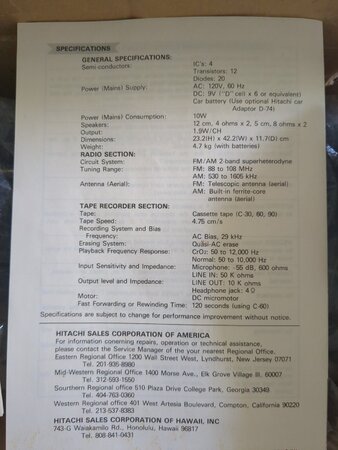 SPECIFICATIONS
GENERAL SPECIFICATIONS:
Semi-conductors: IC's: 4
Transistors: 12
Diodes: 20
Power (Mains) Supply: AC: 120V, 60 Hz
DC: 9V ("D" cell x 6 or equivalent)
Car battery (Use optional Hitachi car
Adaptor D-74)
Power (Mains) Consumption: 10W
Speakers: 12 cm, 4 ohms x 2, 5 cm, 8 ohms x 2
Output: 1.9W/CH
Dimensions: 23.2(H) x 42.2(W) x 11.7(D) cm
Weight: 4.7 kg (with batteries)
RADIO SECTION:
Circuit System: FM/AM 2-band superheterodyne
Tuning Range: FM: 88 to 108 MHz
AM: 530 to 1605 kHz
Antenna (Aerial): FM: Telescopic antenna (aerial)
AM: Built-in ferrite-core
antenna (aerial)
TAPE RECORDER SECTION:
Tape: Cassette tape (C-30, 60, 90)
Tape Speed: 4.75 cm/s
Recording System and Bias
Frequency: AC Bias, 29 kHz
Erasing System: Quasi-AC erase
Playback Frequency Response: CrO2: 50 to 12,000 Hz
Normal: 50 to 10,000 Hz
Input Sensitivity and Impedance: Microphone: -55 dB, 600 ohms
LINE IN: 50 K ohms
Output level and Impedance: LINE OUT: 10 K Ohms
Headphone jack: 4 Ω
Motor: DC micromotor
Fast Forwarding or Rewinding Time: 120 seconds (using C-60)
Specifications are subject to change for performance improvement without notice.
HITACHI SALES CORPORATION OF AMERICA
For information conerning repairs, operation or technical assistance,
please contact the Service Manager of the your nearest Regional Office.
Eastern Regional Office 1200 Wall Street West, Lyndhurst, New Jersey 07071
Tel. 201-935-8980
Mid-Western Regional Office 1400 Morse Ave., Elk Grove Village Ill. 60007
Tel. 312-593-1550
Sourthern Regional office 510 Plaza Drive College Park, Georgia 30349
Tel. 404-763-0360
Western Regional Office 401 West Artesia Boulevard, Compton, California 90220
Tel. 213-537-8383
HITACHI SALES CORPORATION OF HAWAII, INC
743-G Waiakamilo Rd., Honolulu, Hawaii 96817
Tel. 808-841-0431